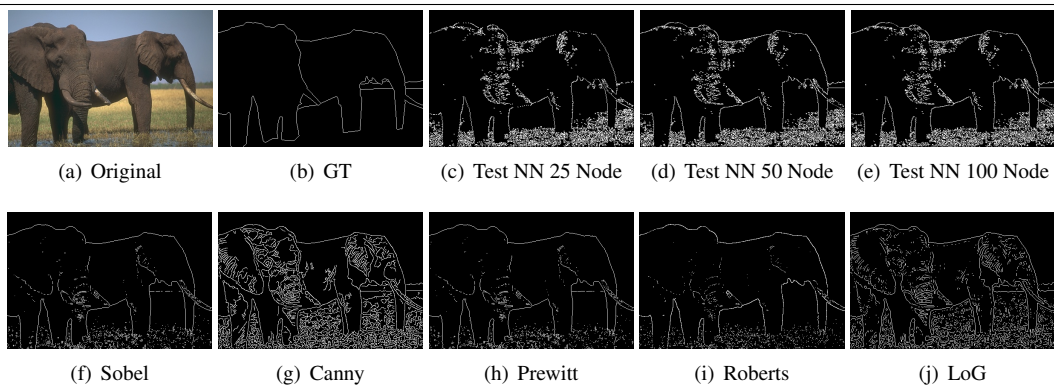 (a) Original
(b) GT
(c) Test NN 25 Node
(d) Test NN 50 Node
(e) Test NN 100 Node
(f) Sobel
(g) Canny
(h) Prewitt
(i) Roberts
(j) LoG